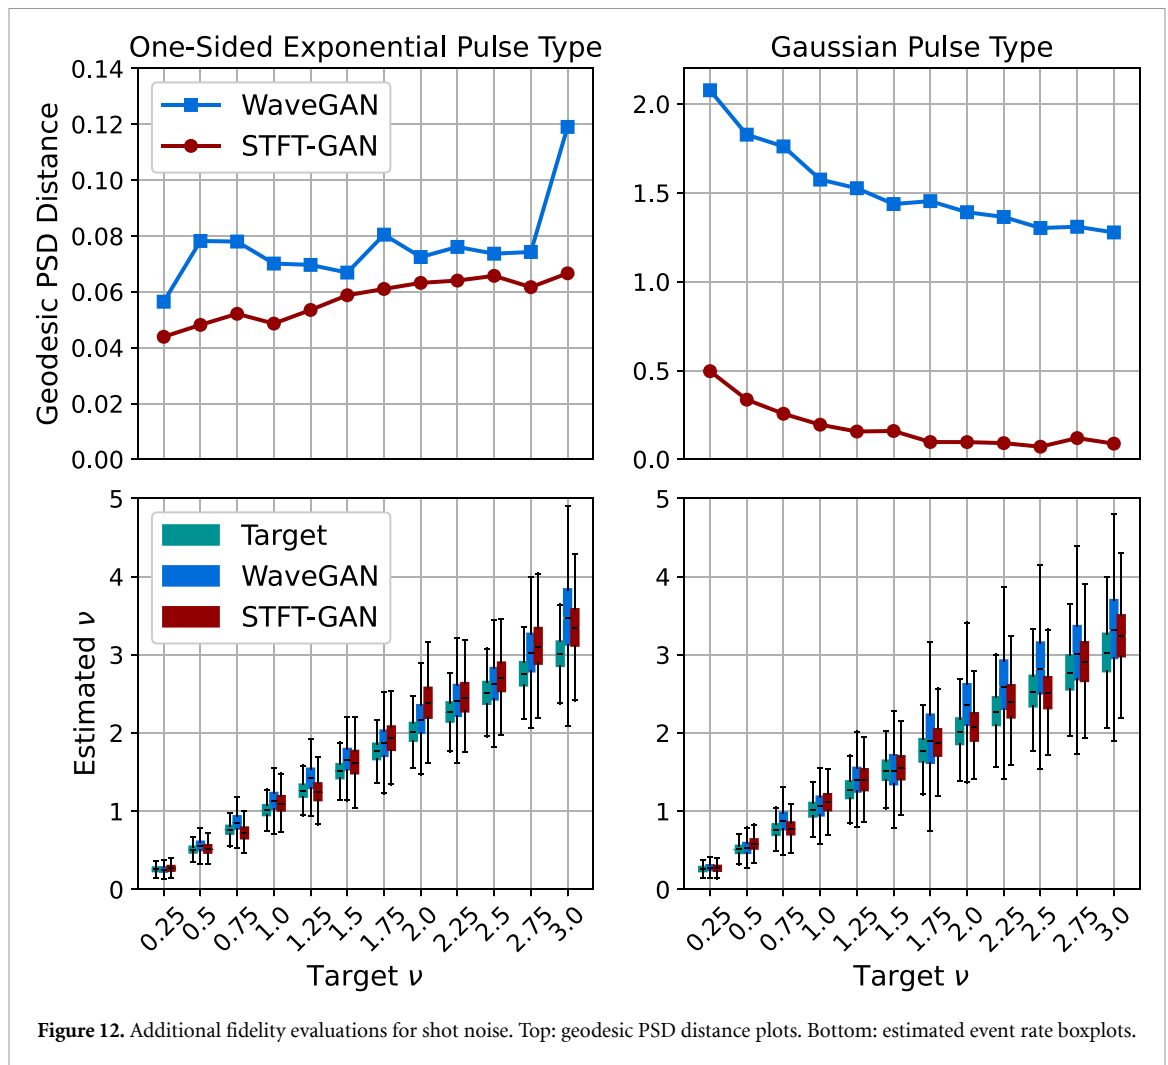 One-Sided Exponential Pulse Type
Gaussian Pulse Type
Geodesic PSD Distance
0.14
0.12
0.10
0.08
0.06
0.04
0.02
0.00
WaveGAN
STFT-GAN
2.0
1.5
1.0
0.5
0.0
Estimated ν
5
4
3
2
1
0
Target
WaveGAN
STFT-GAN
5
4
3
2
1
0
0.25 0.5 0.75 1.0 1.25 1.5 1.75 2.0 2.25 2.5 2.75 3.0
Target ν
0.25 0.5 0.75 1.0 1.25 1.5 1.75 2.0 2.25 2.5 2.75 3.0
Target ν
Figure 12. Additional fidelity evaluations for shot noise. Top: geodesic PSD distance plots. Bottom: estimated event rate boxplots.